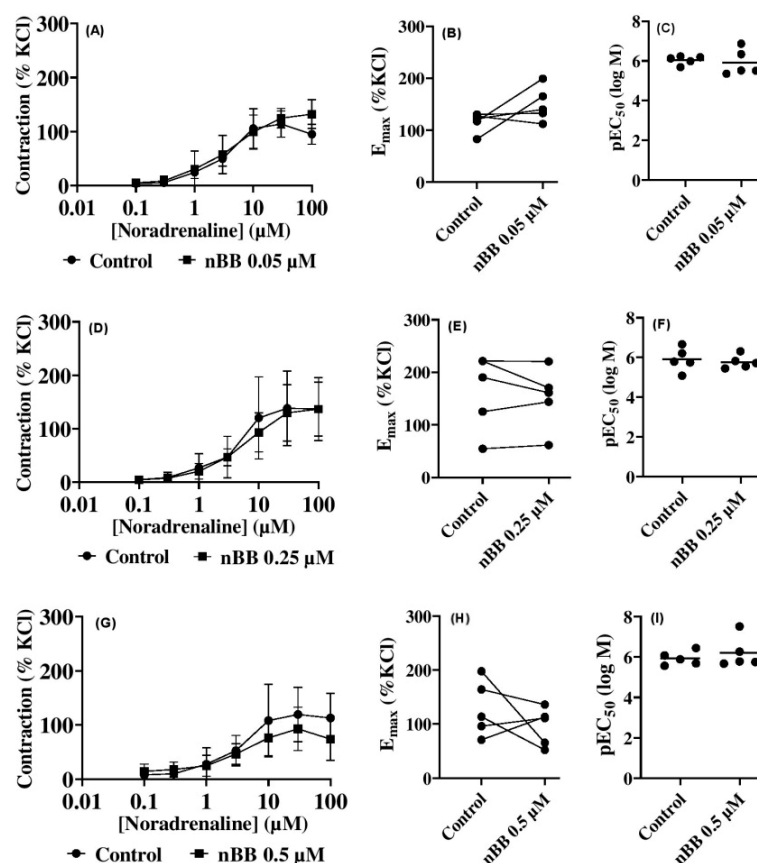 (A)
Contraction (% KCl)
300
200
100
0
0.01 0.1 1 10 100
[Noradrenaline] (µM)
Control nBB 0.05 µM
(B)
Emax (%KCl)
300
200
100
0
Control
nBB 0.05 µM
(C)
pEC50 (log M)
8
6
4
2
0
Control
nBB 0.05 µM
(D)
Contraction (% KCl)
300
200
100
0
0.01 0.1 1 10 100
[Noradrenaline] (µM)
Control nBB 0.25 µM
(E)
Emax (%KCl)
300
200
100
0
Control
nBB 0.25 µM
(F)
pEC50 (log M)
8
6
4
2
0
Control
nBB 0.25 µM
(G)
Contraction (% KCl)
300
200
100
0
0.01 0.1 1 10 100
[Noradrenaline] (µM)
Control nBB 0.5 µM
(H)
Emax (%KCl)
300
200
100
0
Control
nBB 0.5 µM
(I)
pEC50 (log M)
8
6
4
2
0
Control
nBB 0.5 µM